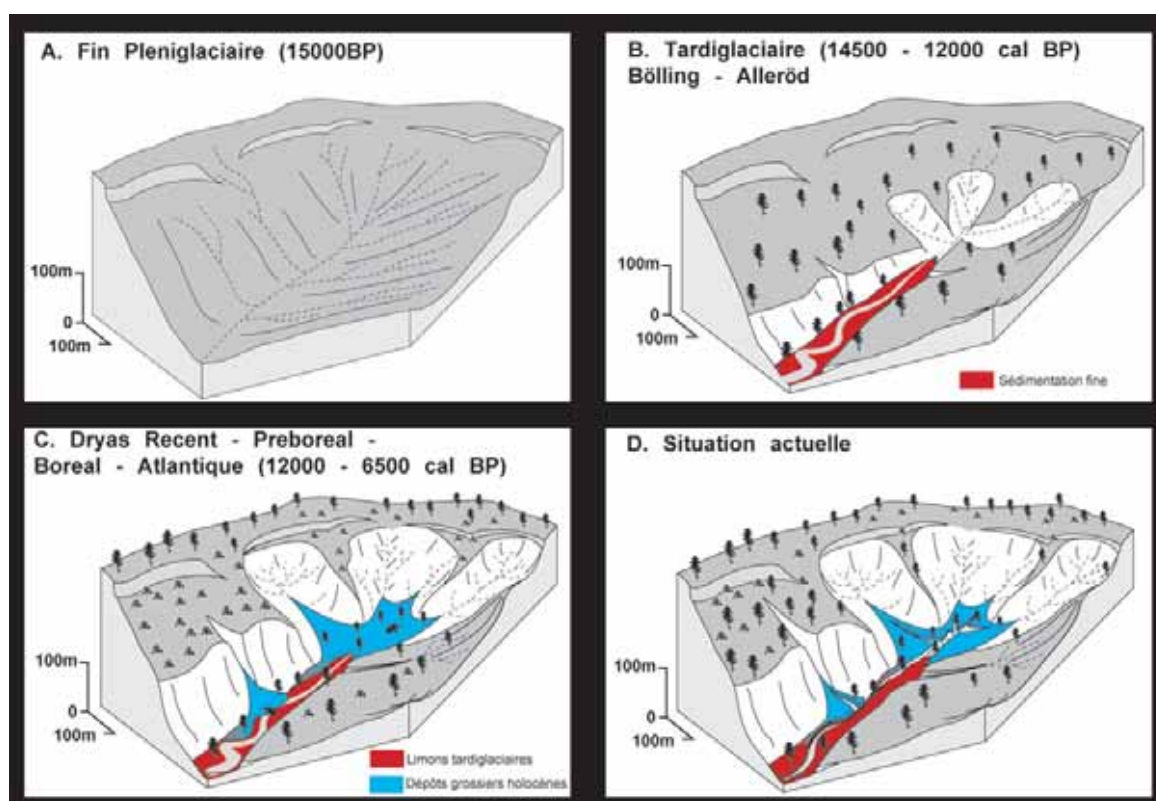 A. Fin Pleniglaciaire (15000BP)
100m
0
100m
B. Tardiglaciaire (14500 - 12000 cal BP)
Bölling - Alleröd
100m
0
100m
Sédimentation fine
C. Dryas Recent - Preboreal -
Boreal - Atlantique (12000 - 6500 cal BP)
100m
0
100m
Limons tardiglaciaires
Dépôts grossiers holocènes
D. Situation actuelle
100m
0
100m